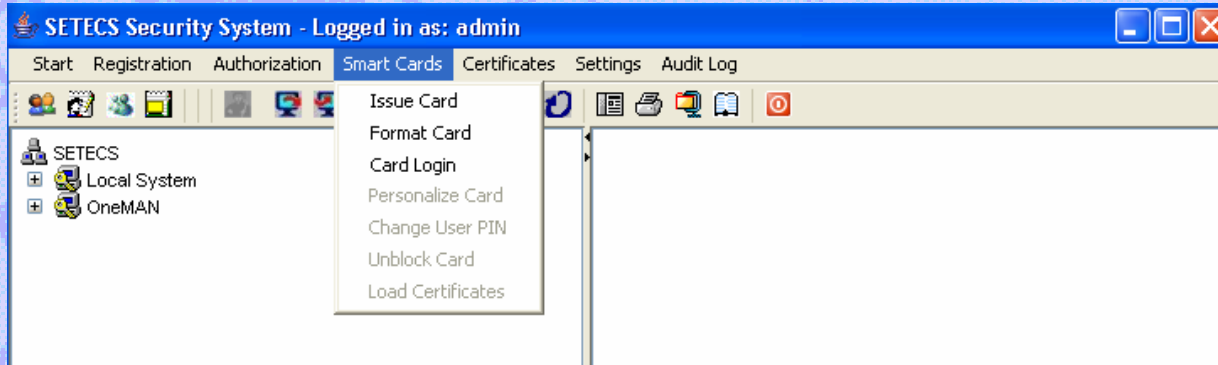 SETECS Security System - Logged in as: admin
Start Registration Authorization Smart Cards Certificates Settings Audit Log
Issue Card
Format Card
Card Login
Personalize Card
Change User PIN
Unblock Card
Load Certificates
SETECS
Local System
OneMAN